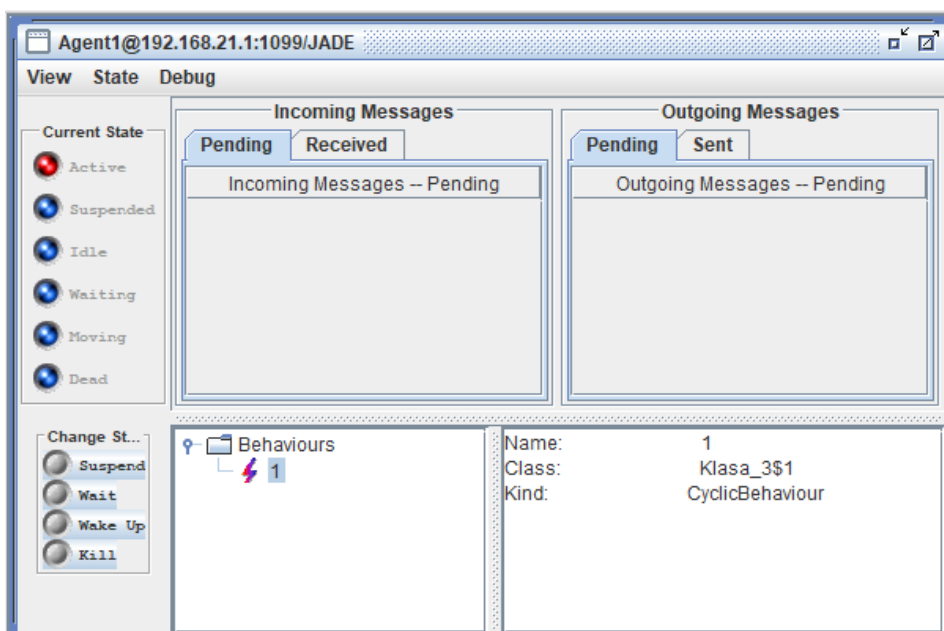 Agent1@192.168.21.1:1099/JADE
View State Debug
Current State
Active
Suspended
Idle
Waiting
Moving
Dead
Incoming Messages
Pending Received
Incoming Messages -- Pending
Outgoing Messages
Pending Sent
Outgoing Messages -- Pending
Change St...
Suspend
Wait
Wake Up
Kill
Behaviours
1
Name: 1
Class: Klasa_3$1
Kind: CyclicBehaviour